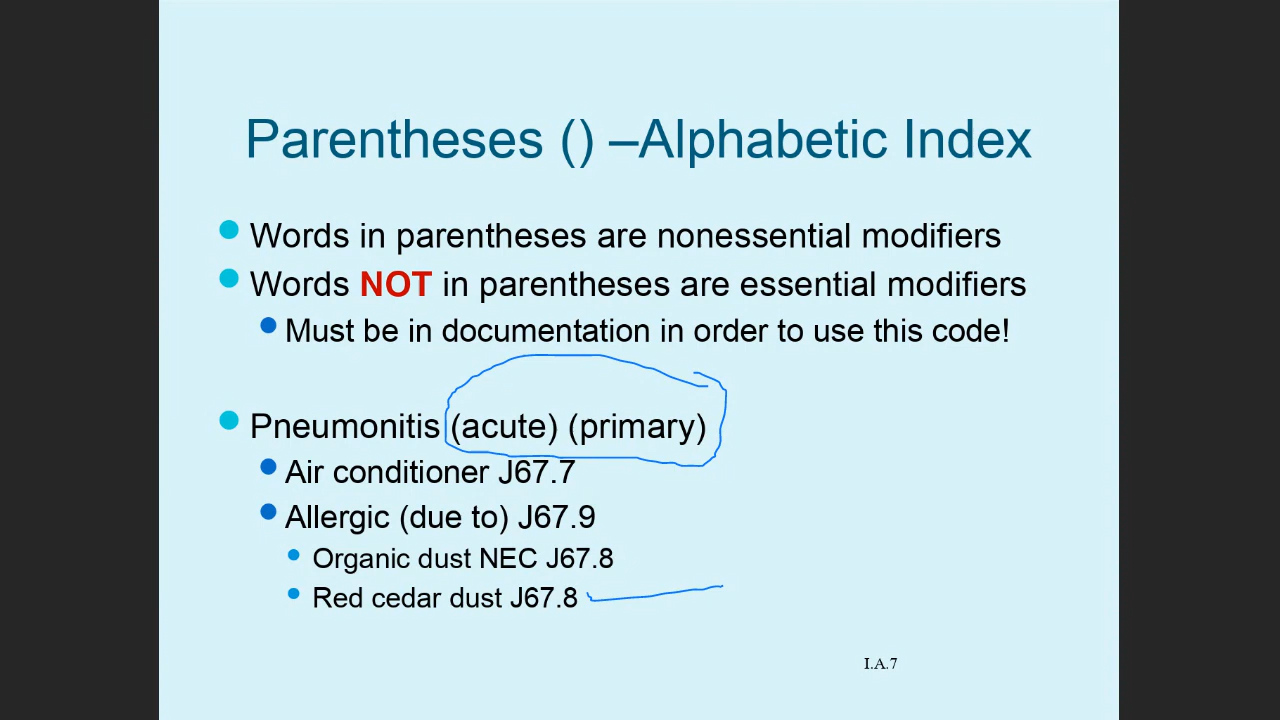 Parentheses () –Alphabetic Index
Words in parentheses are nonessential modifiers
Words NOT in parentheses are essential modifiers
Must be in documentation in order to use this code!
Pneumonitis (acute) (primary)
Air conditioner J67.7
Allergic (due to) J67.9
Organic dust NEC J67.8
Red cedar dust J67.8
I.A.7